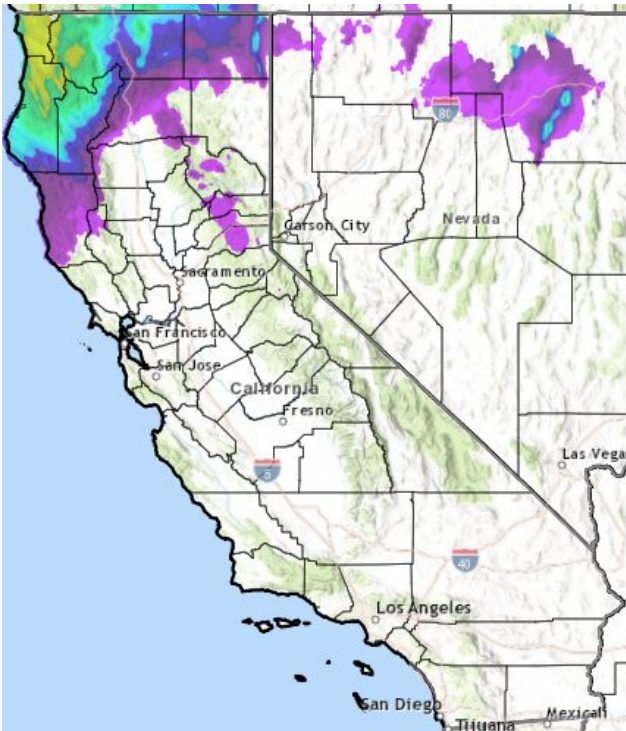 80
Nevada
Carson City
Sacramento
San Francisco
San Jose
California
Fresno
Las Vega
5
40
Los Angeles
San Diego
Tijuana
Mexicali